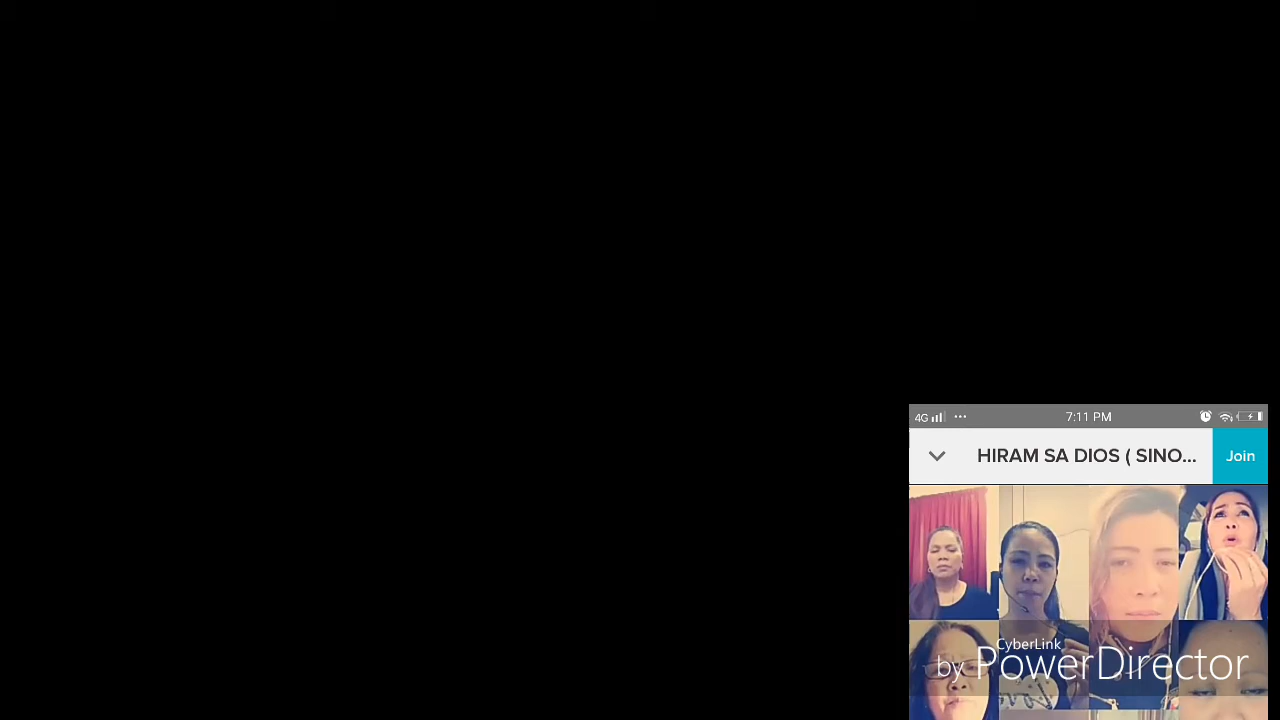 4G
7:11 PM
HIRAM SA DIOS ( SINO...
Join
CyberLink
by PowerDirector